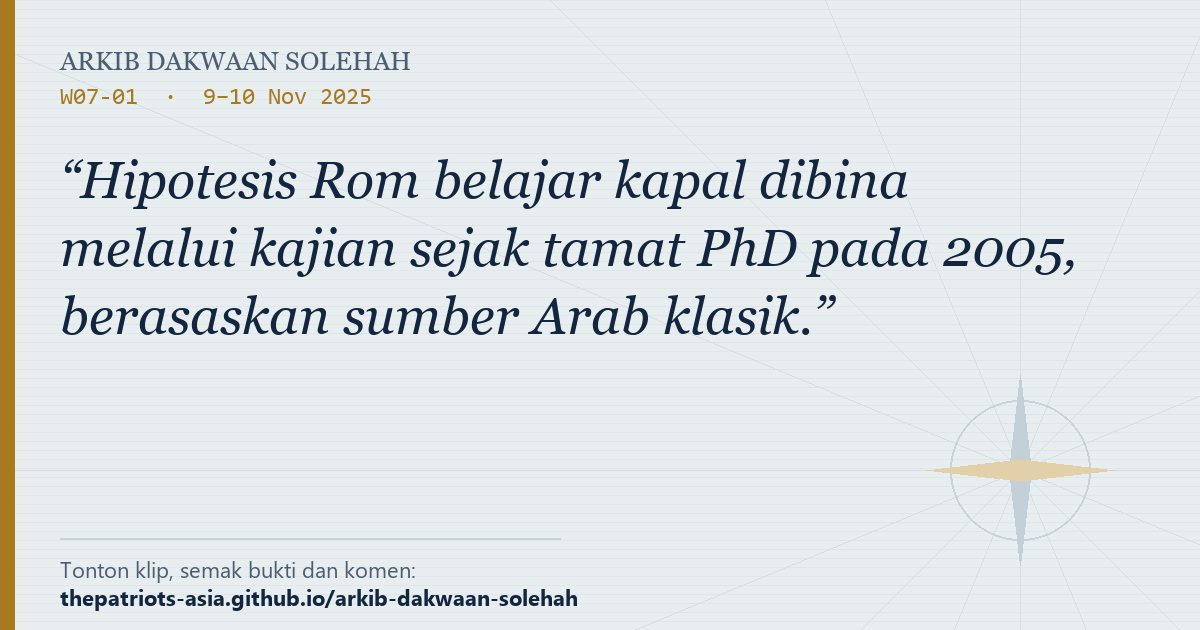 ARKIB DAKWAAN SOLEHAH
W07-01 · 9–10 Nov 2025
“Hipotesis Rom belajar kapal dibina
melalui kajian sejak tamat PhD pada 2005,
berasaskan sumber Arab klasik.”
Tonton klip, semak bukti dan komen:
thepatriots-asia.github.io/arkib-dakwaan-solehah